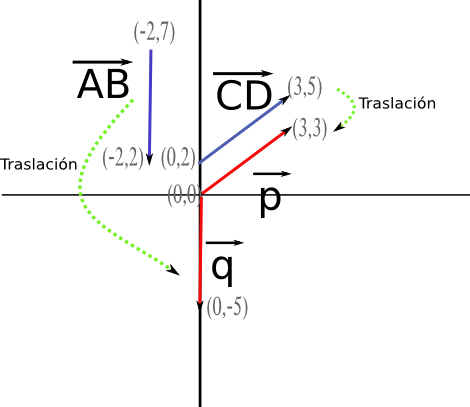 (-2,7)
AB
CD
(3,5)
Traslación
(3,3)
Traslación
(-2,2)
(0,2)
(0,0
p
q
(0,-5)